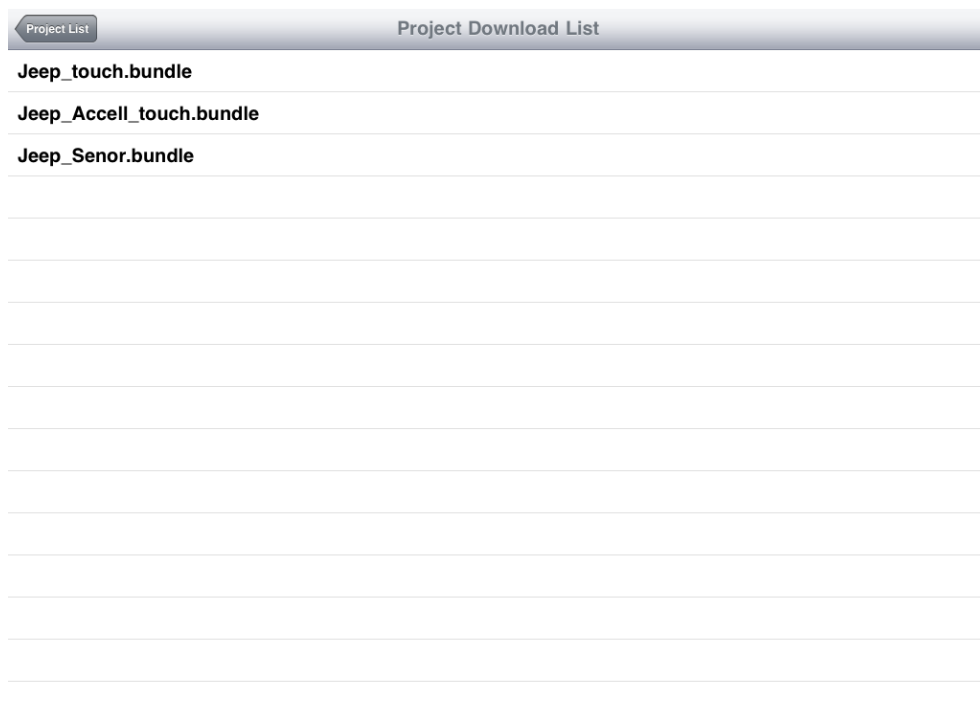 Project List
Project Download List
Jeep_touch.bundle
Jeep_Accell_touch.bundle
Jeep_Senor.bundle